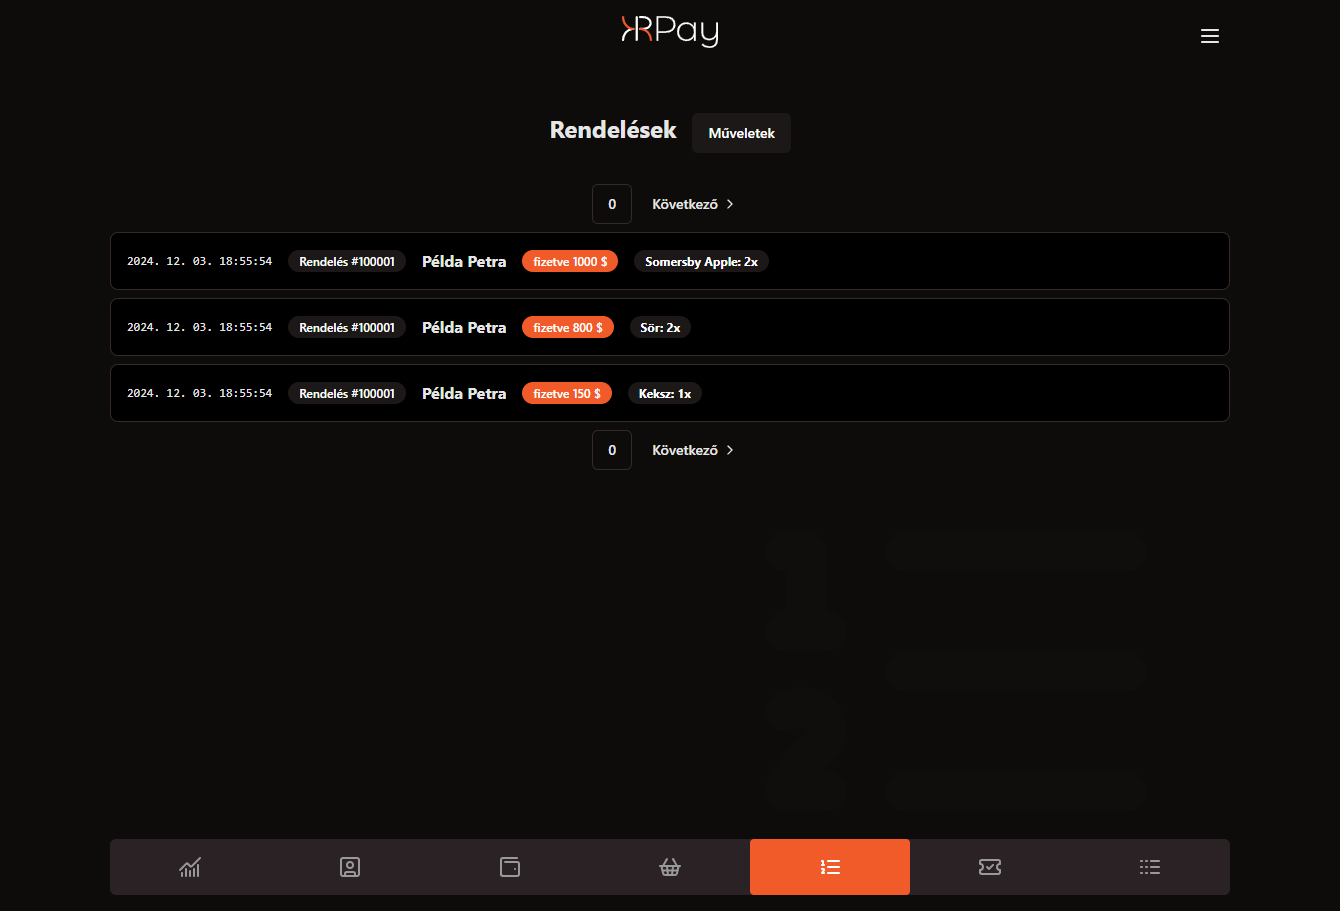 KRPay
Rendelések Műveletek
0 Következő
2024. 12. 03. 18:55:54 Rendelés #100001 Példa Petra fizetve 1000 $ Somersby Apple: 2x
2024. 12. 03. 18:55:54 Rendelés #100001 Példa Petra fizetve 800 $ Sör: 2x
2024. 12. 03. 18:55:54 Rendelés #100001 Példa Petra fizetve 150 $ Keksz: 1x
0 Következő